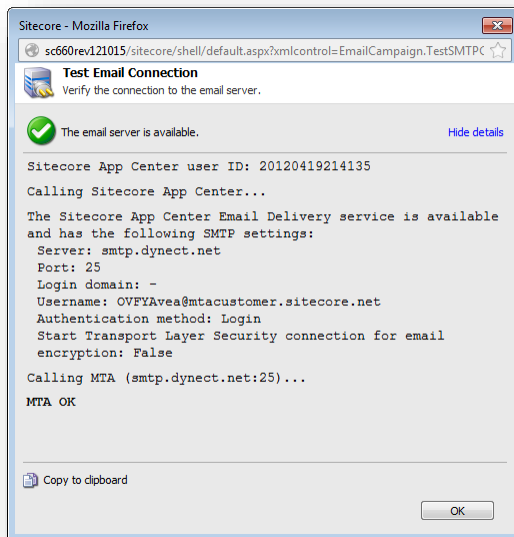 Sitecore - Mozilla Firefox
sc660rev121015/sitecore/shell/default.aspx?xmlcontrol=EmailCampaign.TestSMTPC
Test Email Connection
Verify the connection to the email server.
The email server is available.
Hide details
Sitecore App Center user ID: 20120419214135
Calling Sitecore App Center...
The Sitecore App Center Email Delivery service is available
and has the following SMTP settings:
Server: smtp.dynect.net
Port: 25
Login domain: -
Username: OVFYAvea@mtacustomer.sitecore.net
Authentication method: Login
Start Transport Layer Security connection for email
encryption: False
Calling MTA (smtp.dynect.net:25)...
MTA OK
Copy to clipboard
OK